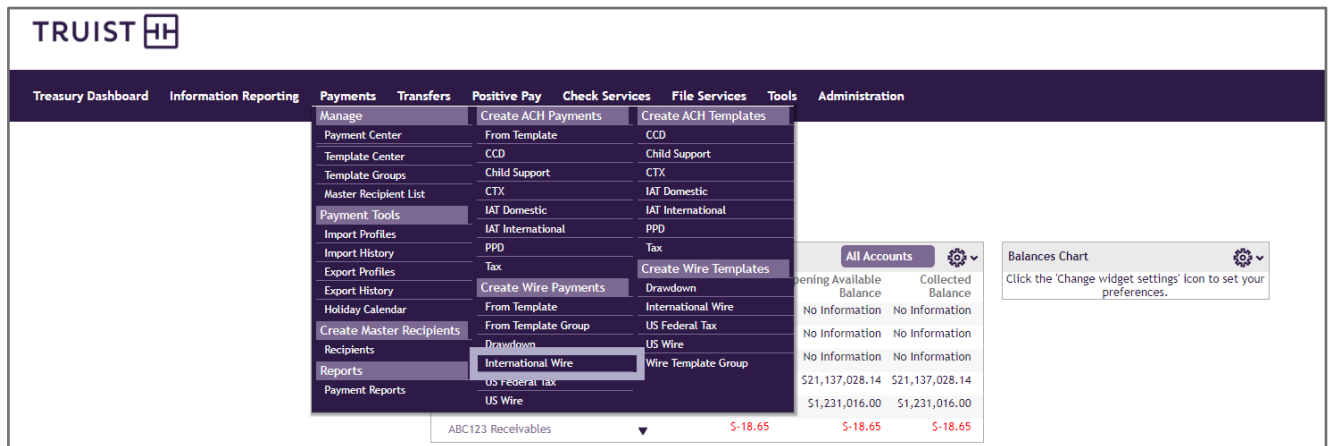 TRUIST
Treasury Dashboard Information Reporting Payments Transfers Positive Pay Check Services File Services Tools Administration
Manage
Payment Center
Template Center
Template Groups
Master Recipient List
Payment Tools
Import Profiles
Import History
Export Profiles
Export History
Holiday Calendar
Create Master Recipients
Recipients
Reports
Payment Reports
Create ACH Payments
From Template
CCD
Child Support
CTX
IAT Domestic
IAT International
PPD
Tax
Create Wire Payments
From Template
From Template Group
Drawdown
International Wire
US Federal Tax
US Wire
Create ACH Templates
CCD
Child Support
CTX
IAT Domestic
IAT International
PPD
Tax
Create Wire Templates
Drawdown
International Wire
US Federal Tax
US Wire
Wire Template Group
All Accounts
Available Collected
Balance Balance
No Information No Information
No Information No Information
No Information No Information
$21,137,028.14 $21,137,028.14
$1,231,016.00 $1,231,016.00
ABC123 Receivables $-18.65 $-18.65 $-18.65
Balances Chart
Click the 'Change widget settings' icon to set your
preferences.